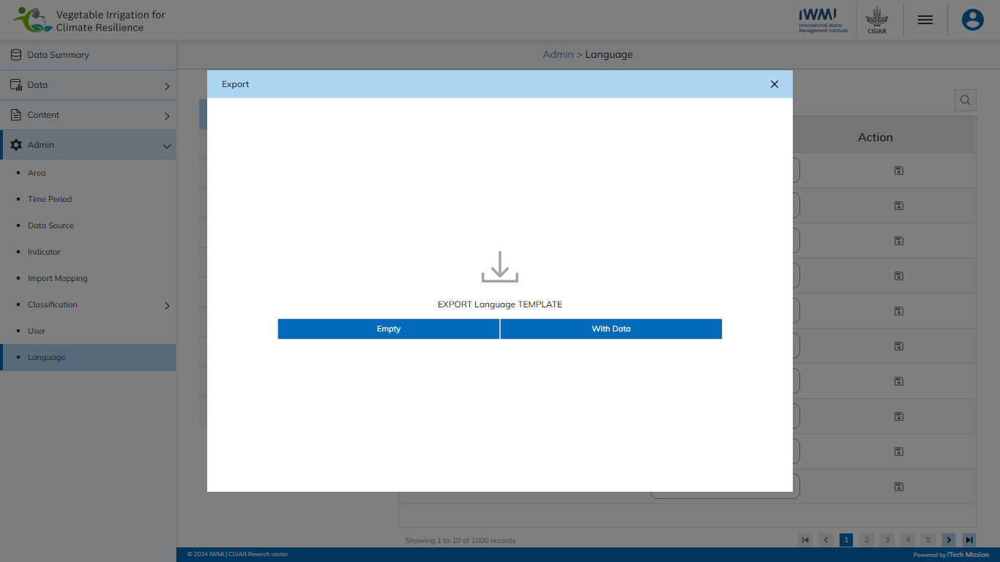 Vegetable Irrigation for
Climate Resilience
IWMI
International Water
Management Institute
CGIAR
Data Summary
Data
Content
Admin
Area
Time Period
Data Source
Indicator
Import Mapping
Classification
User
Language
Admin > Language
Export
EXPORT Language TEMPLATE
Empty
With Data
Action
Showing 1 to 10 of 1000 records
1 2 3 4 5
© 2024 IWMI | CGIAR Reserch center
Powered by iTech Mission